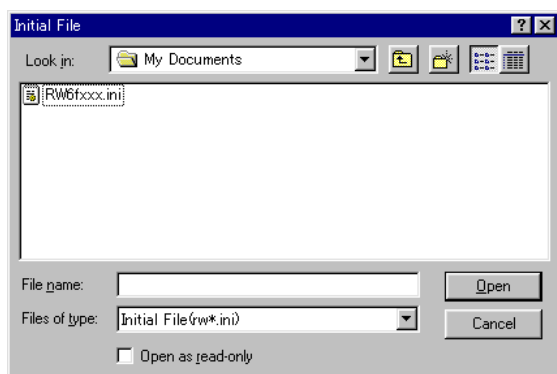 Initial File
Look in: My Documents
RW6fxxx.ini
File name: Open
Files of type: Initial File(rw*.ini) Cancel
Open as read-only